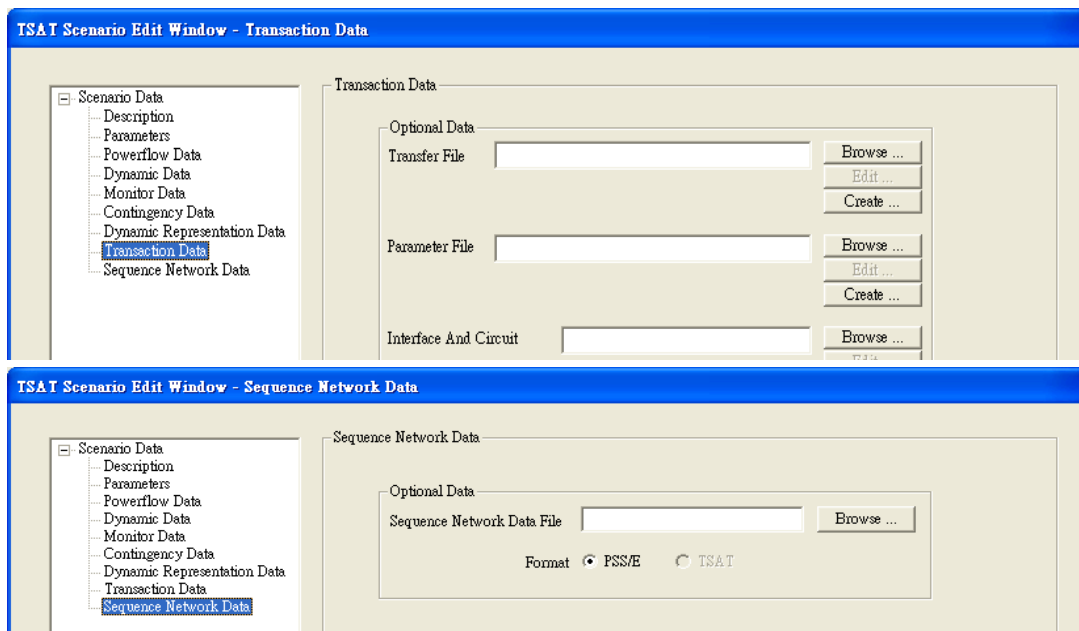 TSAT Scenario Edit Window - Transaction Data
Scenario Data
Description
Parameters
Powerflow Data
Dynamic Data
Monitor Data
Contingency Data
Dynamic Representation Data
Transaction Data
Sequence Network Data
Transaction Data
Optional Data
Transfer File
Browse ...
Edit ...
Create ...
Parameter File
Browse ...
Edit ...
Create ...
Interface And Circuit
Browse ...
Edit
TSAT Scenario Edit Window - Sequence Network Data
Scenario Data
Description
Parameters
Powerflow Data
Dynamic Data
Monitor Data
Contingency Data
Dynamic Representation Data
Transaction Data
Sequence Network Data
Sequence Network Data
Optional Data
Sequence Network Data File
Browse ...
Format PSS/E TSAT